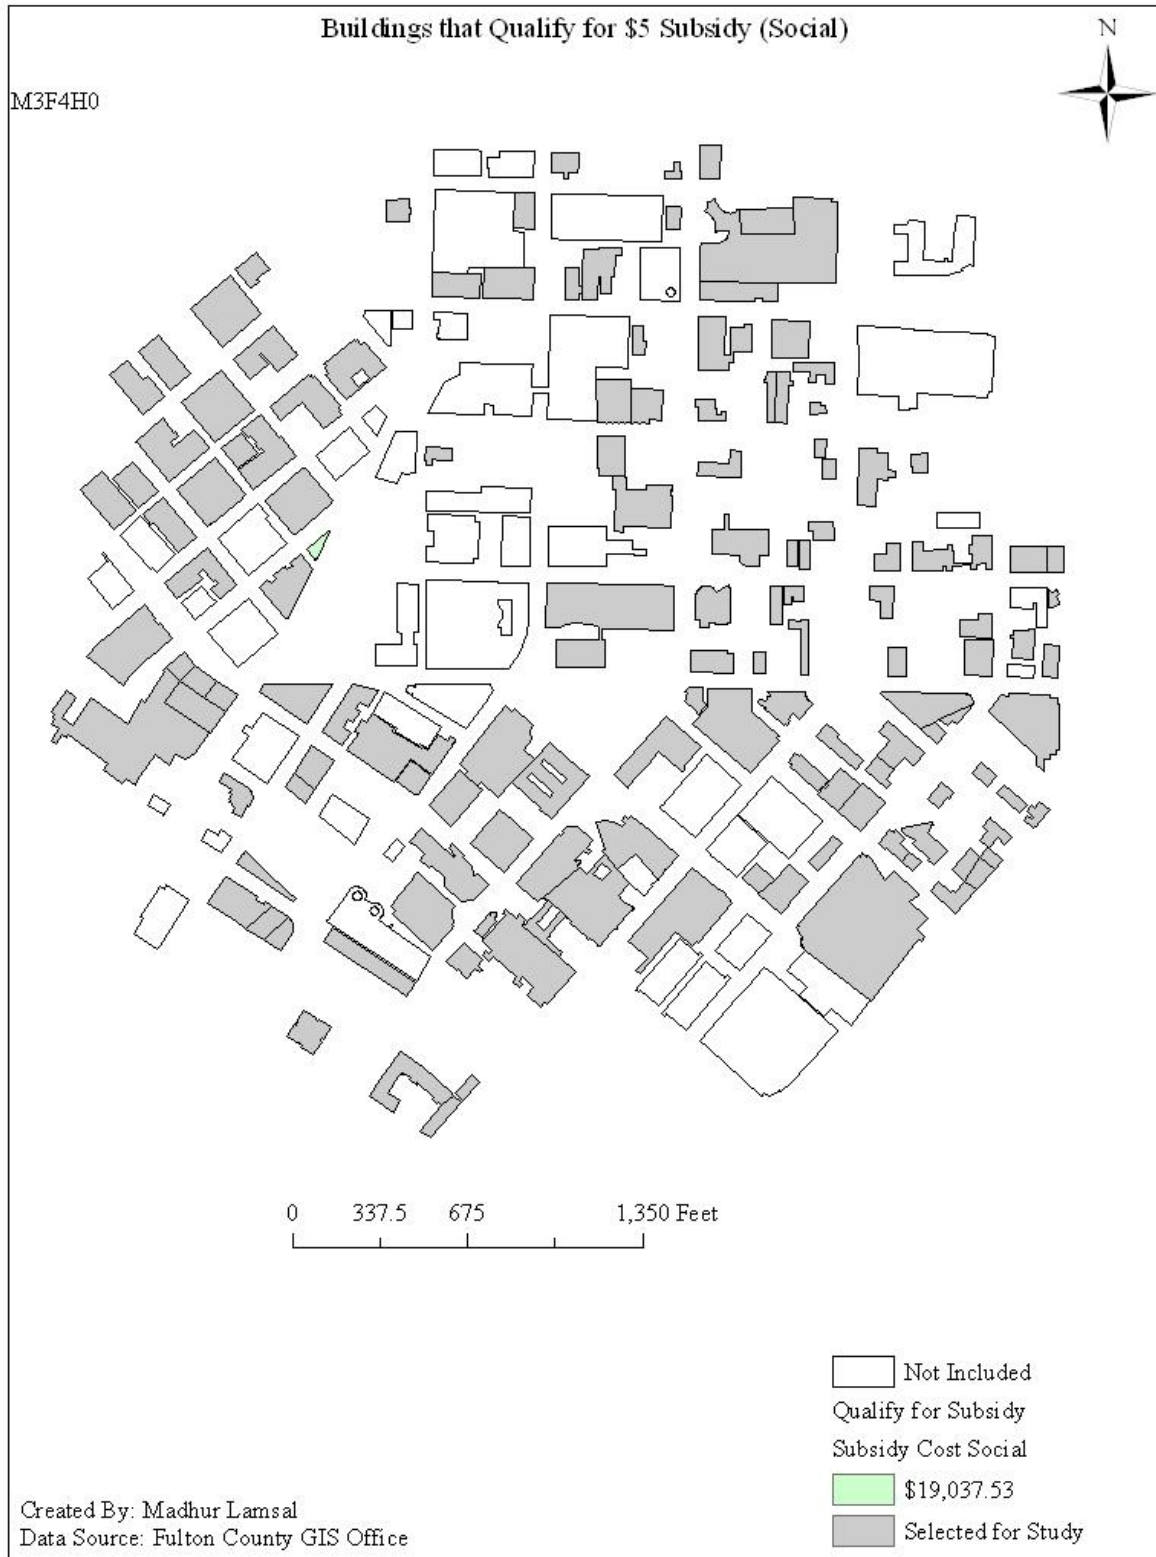 Buildings that Qualify for $5 Subsidy (Social)
N
M3F4H0
0 337.5 675 1,350 Feet
Not Included
Qualify for Subsidy
Subsidy Cost Social
$19,037.53
Selected for Study
Created By: Madhur Lamsal
Data Source: Fulton County GIS Office